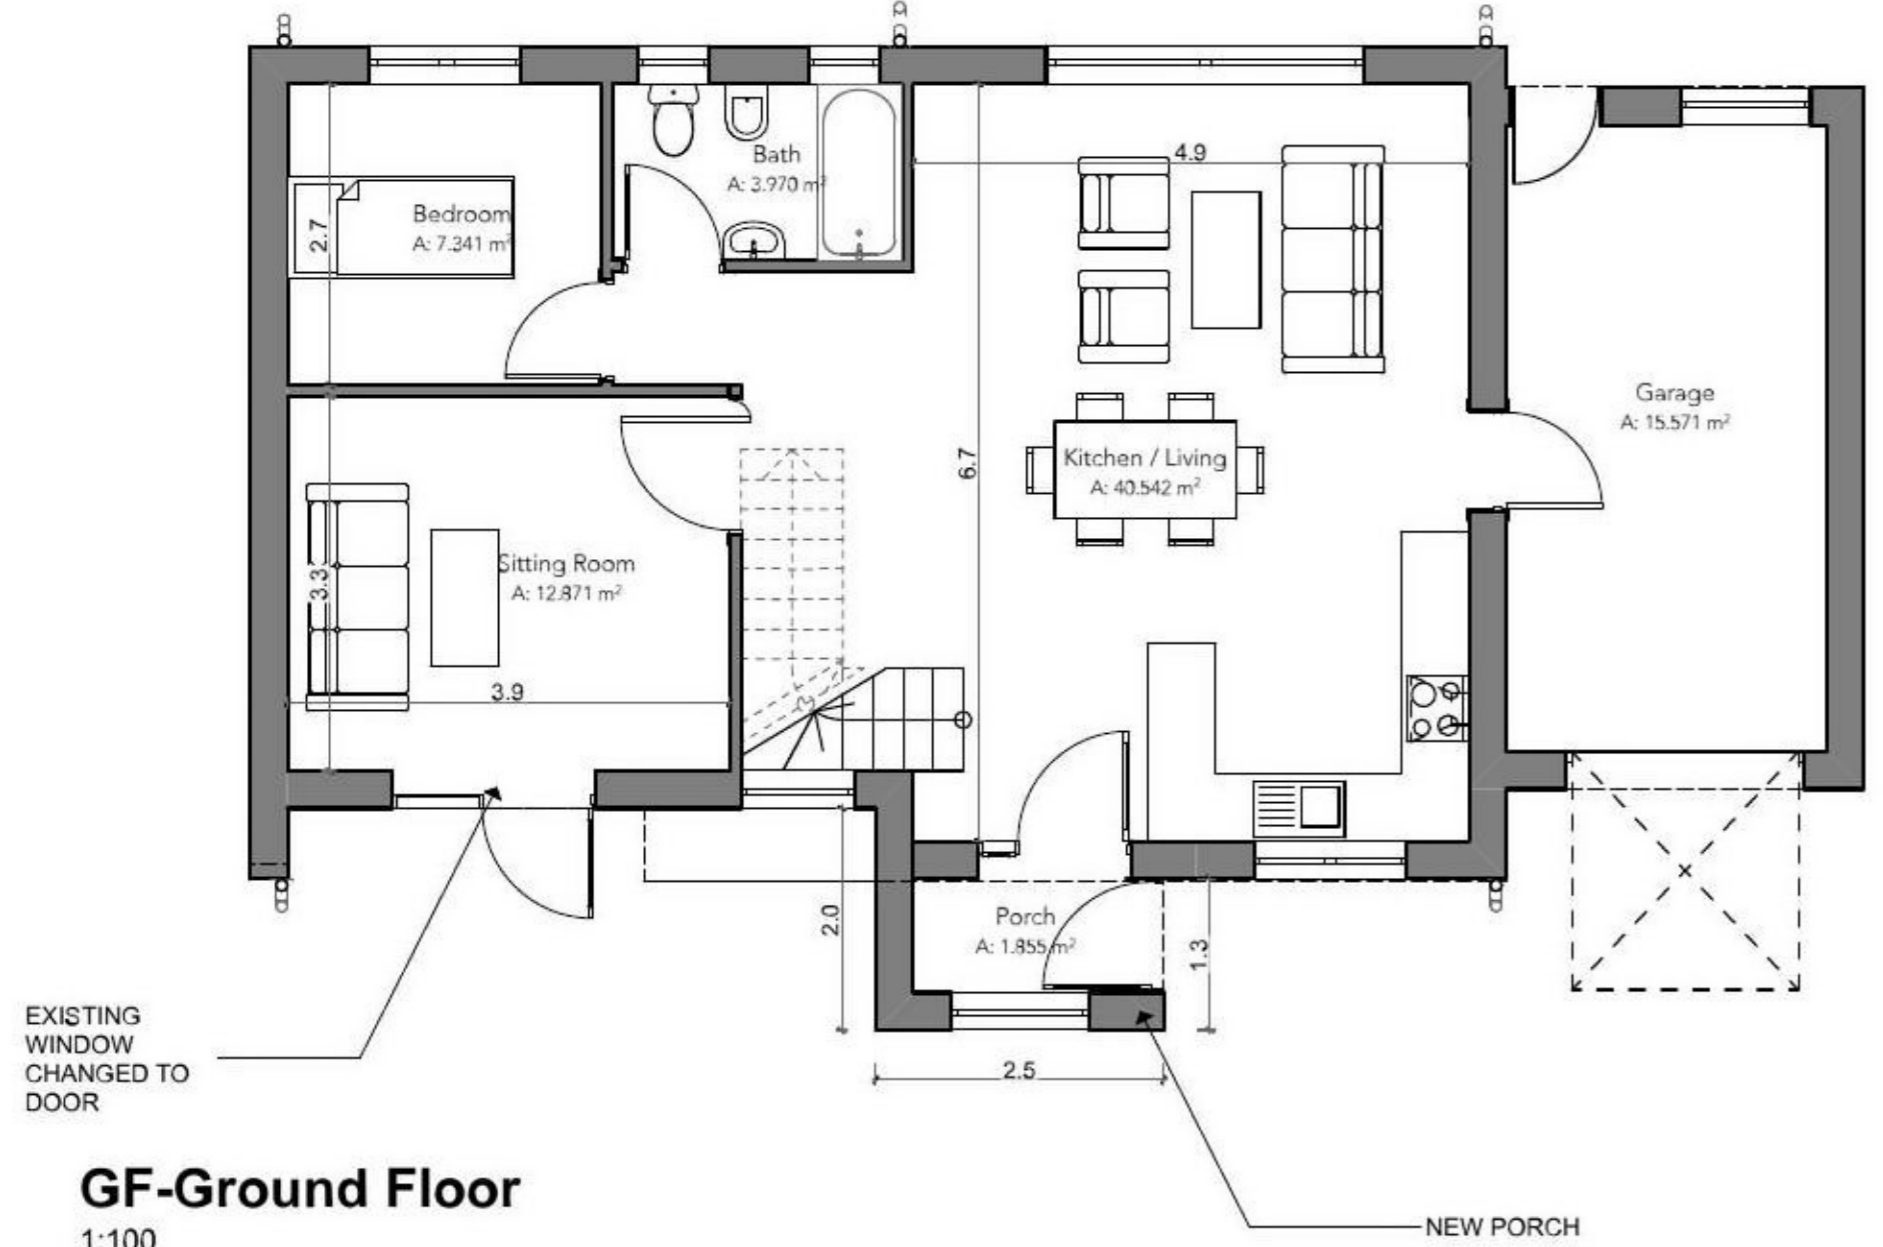 Bath
A: 3.970 m²
4.9
Bedroom
A: 7.341 m²
2.7
Garage
A: 15.571 m²
Kitchen / Living
A: 40.542 m²
6.7
Sitting Room
A: 12.871 m²
3.3
3.9
Porch
A: 1.855 m²
2.0
1.3
2.5
EXISTING
WINDOW
CHANGED TO
DOOR
GF-Ground Floor
1:100
NEW PORCH